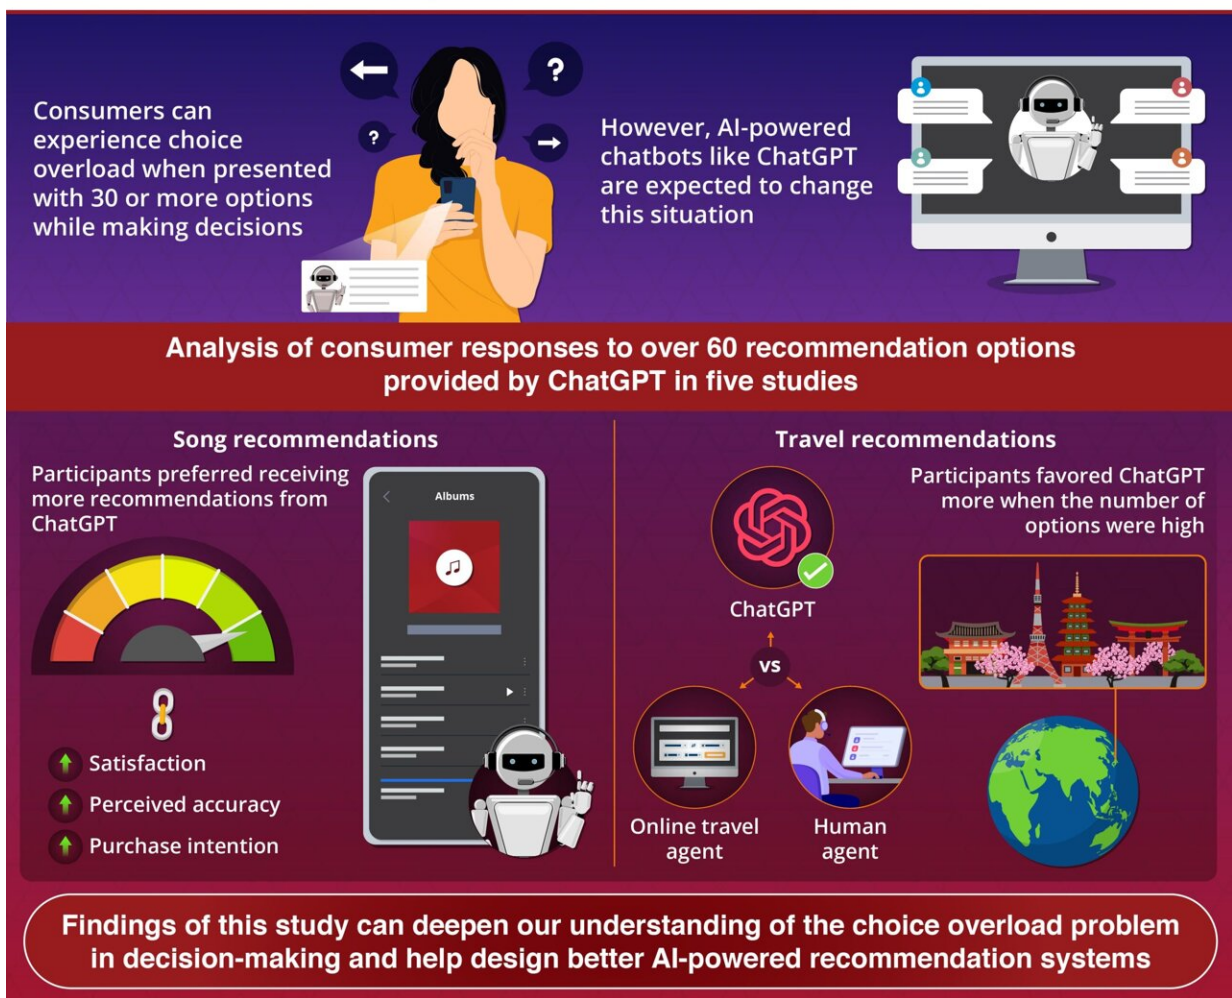 Consumers can
experience choice
overload when presented
with 30 or more options
while making decisions
?
?
However, AI-powered
chatbots like ChatGPT
are expected to change
this situation
Analysis of consumer responses to over 60 recommendation options
provided by ChatGPT in five studies
Song recommendations
Participants preferred receiving
more recommendations from
ChatGPT
Albums
Satisfaction
Perceived accuracy
Purchase intention
Travel recommendations
Participants favored ChatGPT
more when the number of
options were high
ChatGPT
vs
Online travel
agent
Human
agent
Findings of this study can deepen our understanding of the choice overload problem
in decision-making and help design better AI-powered recommendation systems